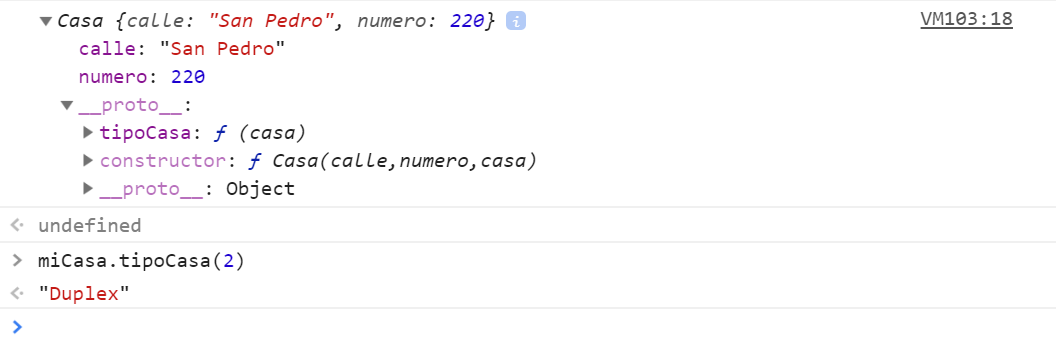 Casa {calle: "San Pedro", numero: 220} i VM103:18
calle: "San Pedro"
numero: 220
__proto__:
tipoCasa: ƒ (casa)
constructor: ƒ Casa(calle,numero,casa)
__proto__: Object
undefined
miCasa.tipoCasa(2)
"Duplex"